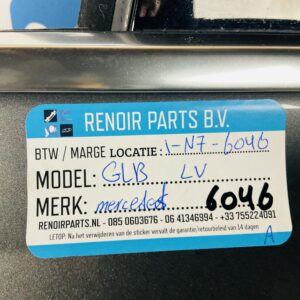 RENOIR PARTS B.V.
BTW / MARGE LOCATIE: 1-N7-6046
MODEL: GLB LV
MERK: mercedes 6046
RENOIRPARTS.NL - 085 0603676 - 06 41346994 - +33 755224091
LETOP: Na het verwijderen van de sticker vervalt de garantie/retourbeleid van 14 dagen
A